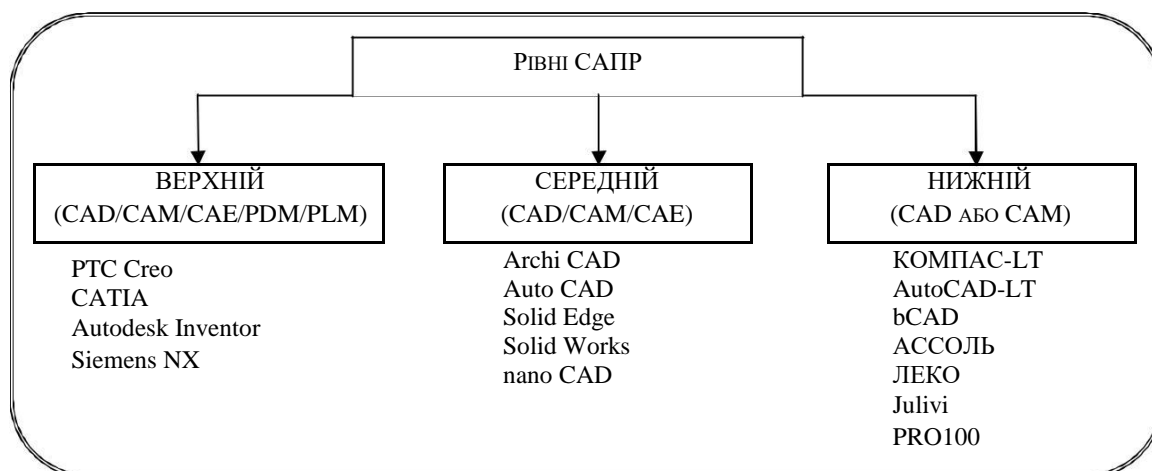 РІВНІ САПР
ВЕРХНІЙ
(CAD/CAM/CAE/PDM/PLM)
PTC Creo
CATIA
Autodesk Inventor
Siemens NX
СЕРЕДНІЙ
(CAD/CAM/CAE)
Archi CAD
Auto CAD
Solid Edge
Solid Works
nano CAD
НИЖНІЙ
(CAD АБО CAM)
КОМПАС-LT
AutoCAD-LT
bCAD
АССОЛЬ
ЛЕКО
Julivi
PRO100